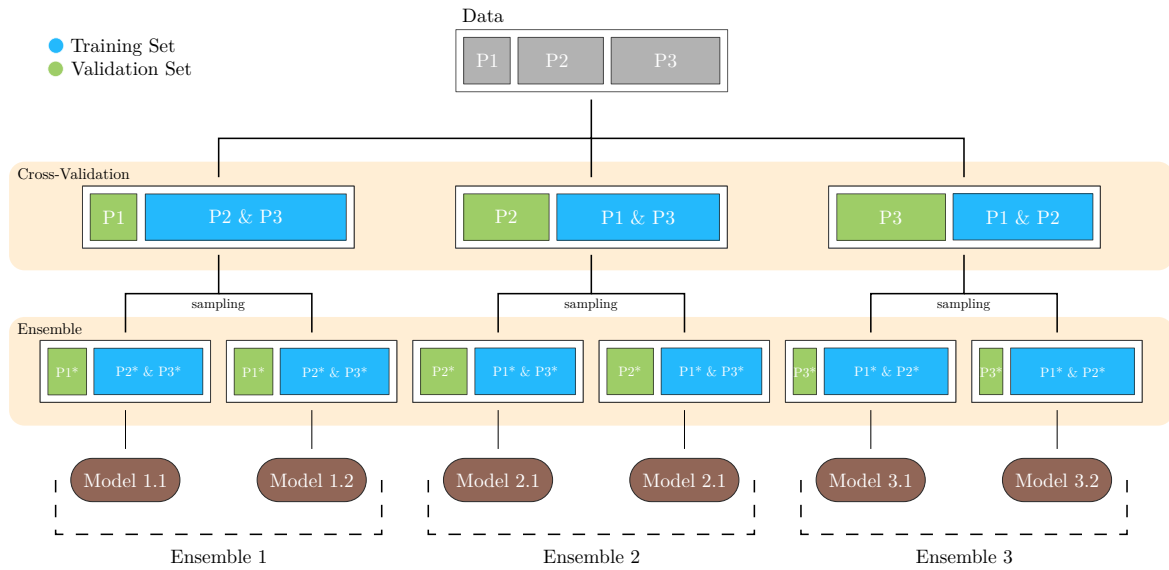 Data
Training Set
Validation Set
P1 P2 P3
Cross-Validation
P1 P2 & P3 P2 P1 & P3 P3 P1 & P2
sampling sampling sampling
Ensemble
P1* P2* & P3* P1* P2* & P3* P2* P1* & P3* P2* P1* & P3* P3* P1* & P2* P3* P1* & P2*
Model 1.1 Model 1.2 Model 2.1 Model 2.1 Model 3.1 Model 3.2
Ensemble 1 Ensemble 2 Ensemble 3